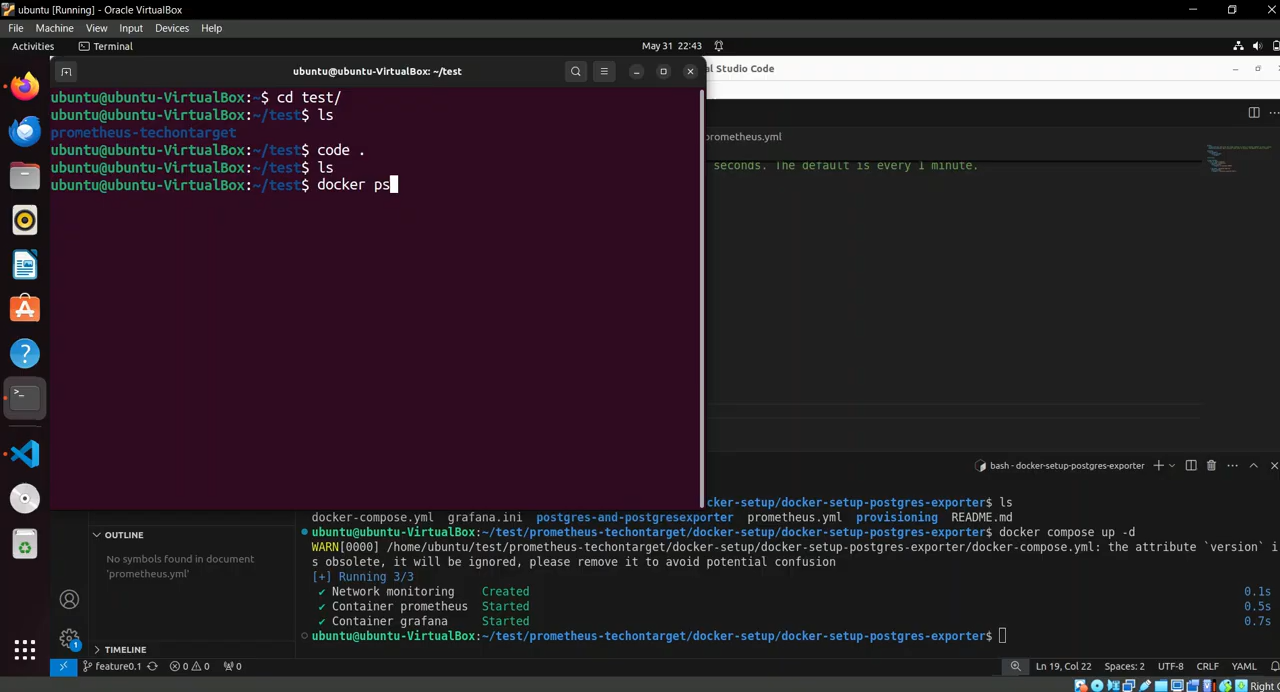 ubuntu [Running] - Oracle VirtualBox
File Machine View Input Devices Help
Activities Terminal May 31 22:43
ubuntu@ubuntu-VirtualBox: ~/test
al Studio Code
ubuntu@ubuntu-VirtualBox:~$ cd test/
ubuntu@ubuntu-VirtualBox:~/test$ ls
prometheus-techontarget
ubuntu@ubuntu-VirtualBox:~/test$ code .
ubuntu@ubuntu-VirtualBox:~/test$ ls
ubuntu@ubuntu-VirtualBox:~/test$ docker ps
prometheus.yml
seconds. The default is every 1 minute.
bash - docker-setup-postgres-exporter
cker-setup/docker-setup-postgres-exporter$ ls
docker-compose.yml grafana.ini postgres-and-postgresexporter prometheus.yml provisioning README.md
ubuntu@ubuntu-VirtualBox:~/test/prometheus-techontarget/docker-setup/docker-setup-postgres-exporter$ docker compose up -d
WARN[0000] /home/ubuntu/test/prometheus-techontarget/docker-setup/docker-setup-postgres-exporter/docker-compose.yml: the attribute `version` i
s obsolete, it will be ignored, please remove it to avoid potential confusion
[+] Running 3/3
✔ Network monitoring Created 0.1s
✔ Container prometheus Started 0.5s
✔ Container grafana Started 0.7s
ubuntu@ubuntu-VirtualBox:~/test/prometheus-techontarget/docker-setup/docker-setup-postgres-exporter$
OUTLINE
No symbols found in document
'prometheus.yml'
TIMELINE
1
feature0.1 0 0 0 Ln 19, Col 22 Spaces: 2 UTF-8 CRLF YAML
Right C